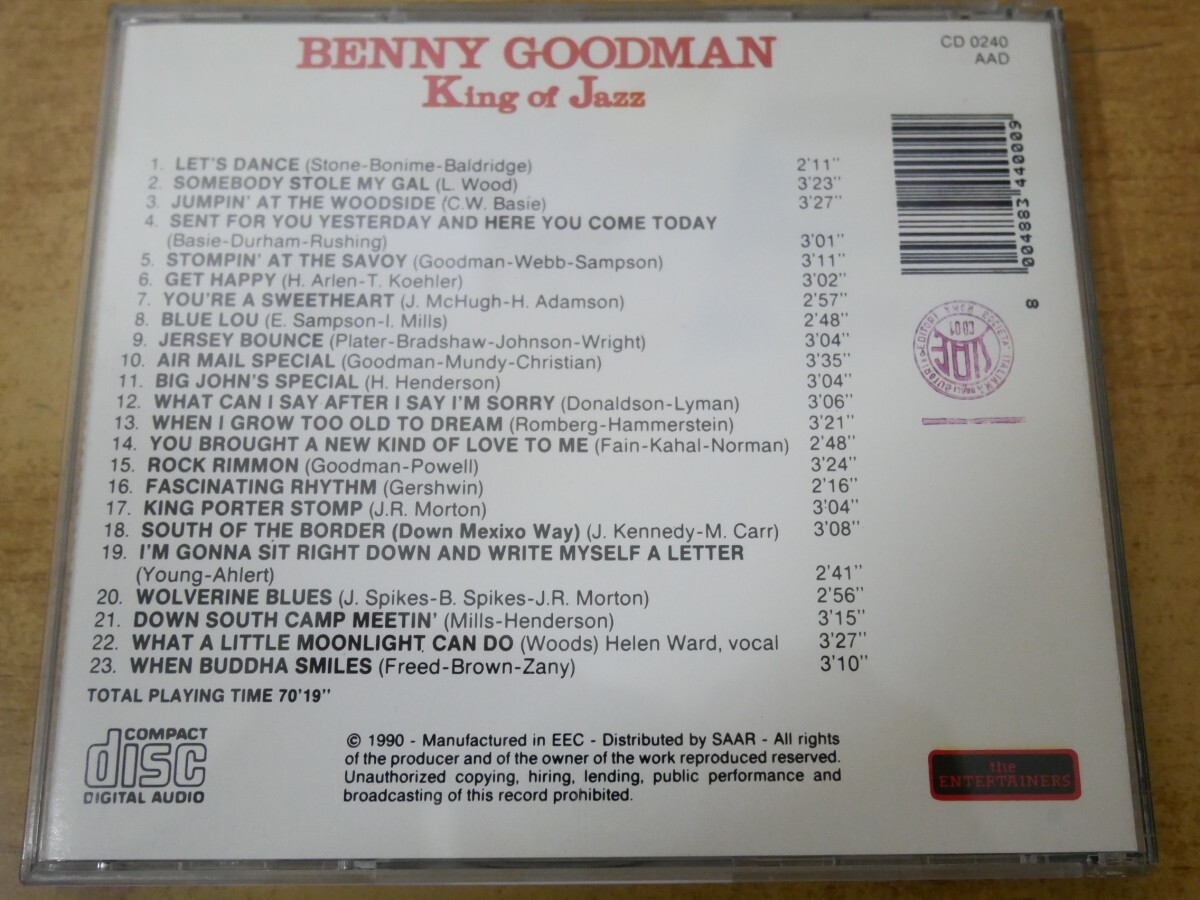 BENNY GOODMAN
King of Jazz
CD 0240
AAD
1. LET'S DANCE (Stone-Bonime-Baldridge) 2'11"
2. SOMEBODY STOLE MY GAL (L. Wood) 3'23"
3. JUMPIN' AT THE WOODSIDE (C.W. Basie) 3'27"
4. SENT FOR YOU YESTERDAY AND HERE YOU COME TODAY
(Basie-Durham-Rushing) 3'01"
5. STOMPIN' AT THE SAVOY (Goodman-Webb-Sampson) 3'11"
6. GET HAPPY (H. Arlen-T. Koehler) 3'02"
7. YOU'RE A SWEETHEART (J. McHugh-H. Adamson) 2'57"
8. BLUE LOU (E. Sampson-I. Mills) 2'48"
9. JERSEY BOUNCE (Plater-Bradshaw-Johnson-Wright) 3'04"
10. AIR MAIL SPECIAL (Goodman-Mundy-Christian) 3'35"
11. BIG JOHN'S SPECIAL (H. Henderson) 3'04"
12. WHAT CAN I SAY AFTER I SAY I'M SORRY (Donaldson-Lyman) 3'06"
13. WHEN I GROW TOO OLD TO DREAM (Romberg-Hammerstein) 3'21"
14. YOU BROUGHT A NEW KIND OF LOVE TO ME (Fain-Kahal-Norman) 2'48"
15. ROCK RIMMON (Goodman-Powell) 3'24"
16. FASCINATING RHYTHM (Gershwin) 2'16"
17. KING PORTER STOMP (J.R. Morton) 3'04"
18. SOUTH OF THE BORDER (Down Mexixo Way) (J. Kennedy-M. Carr) 3'08"
19. I'M GONNA SIT RIGHT DOWN AND WRITE MYSELF A LETTER
(Young-Ahlert) 2'41"
20. WOLVERINE BLUES (J. Spikes-B. Spikes-J.R. Morton) 2'56"
21. DOWN SOUTH CAMP MEETIN' (Mills-Henderson) 3'15"
22. WHAT A LITTLE MOONLIGHT CAN DO (Woods) Helen Ward, vocal 3'27"
23. WHEN BUDDHA SMILES (Freed-Brown-Zany) 3'10"
TOTAL PLAYING TIME 70'19"
004883 440009
8
SIAE
CD 01
SOCIETA' ITALIANA DEGLI AUTORI ED EDITORI ROMA
COMPACT
disc
DIGITAL AUDIO
© 1990 - Manufactured in EEC - Distributed by SAAR - All rights
of the producer and of the owner of the work reproduced reserved.
Unauthorized copying, hiring, lending, public performance and
broadcasting of this record prohibited.
the
ENTERTAINERS